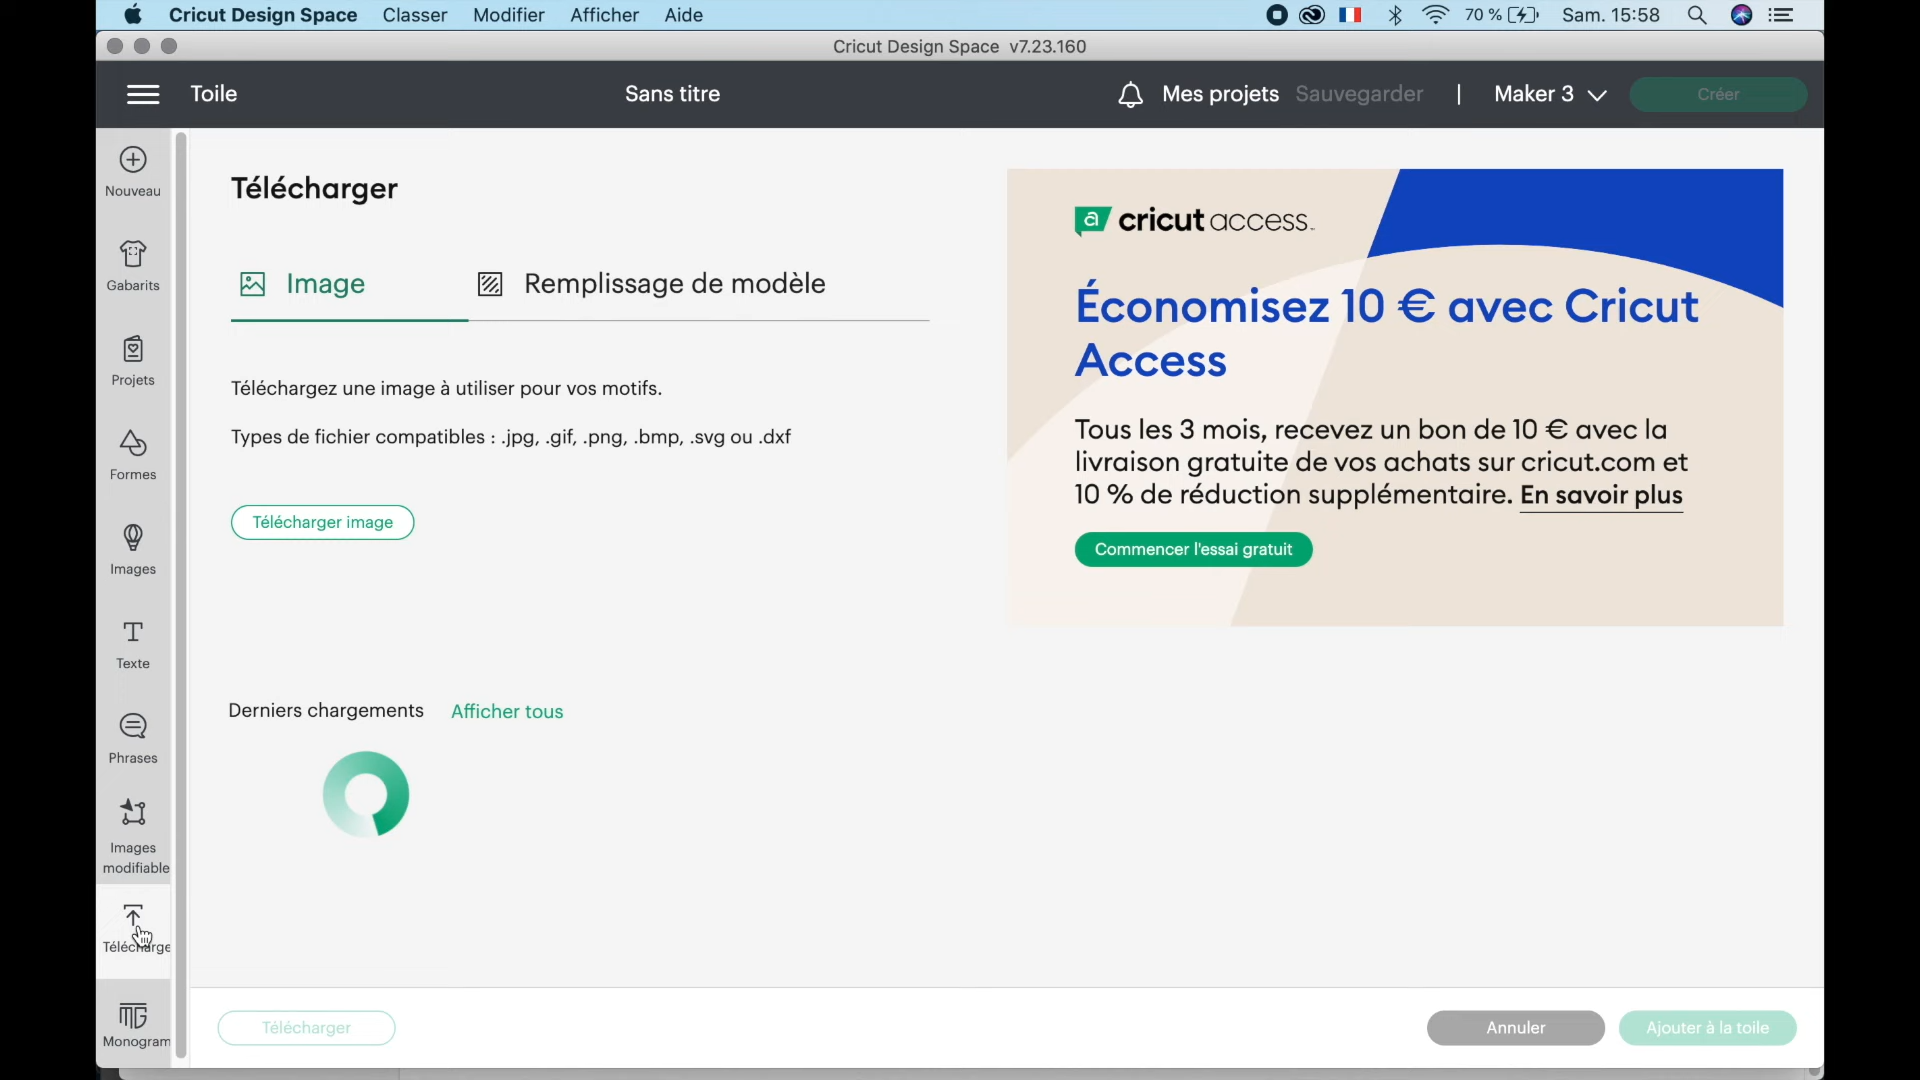 Cricut Design Space Classer Modifier Afficher Aide 70 % Sam. 15:58
Cricut Design Space v7.23.160
Toile Sans titre Mes projets Sauvegarder | Maker 3 Créer
Nouveau
Gabarits
Projets
Formes
Images
Texte
Phrases
Images
modifiable
Télécharge
Monogram
Télécharger
Image Remplissage de modèle
Téléchargez une image à utiliser pour vos motifs.
Types de fichier compatibles : .jpg, .gif, .png, .bmp, .svg ou .dxf
Télécharger image
Derniers chargements Afficher tous
a cricut access™
Économisez 10 € avec Cricut
Access
Tous les 3 mois, recevez un bon de 10 € avec la
livraison gratuite de vos achats sur cricut.com et
10 % de réduction supplémentaire. En savoir plus
Commencer l'essai gratuit
Télécharger Annuler Ajouter à la toile